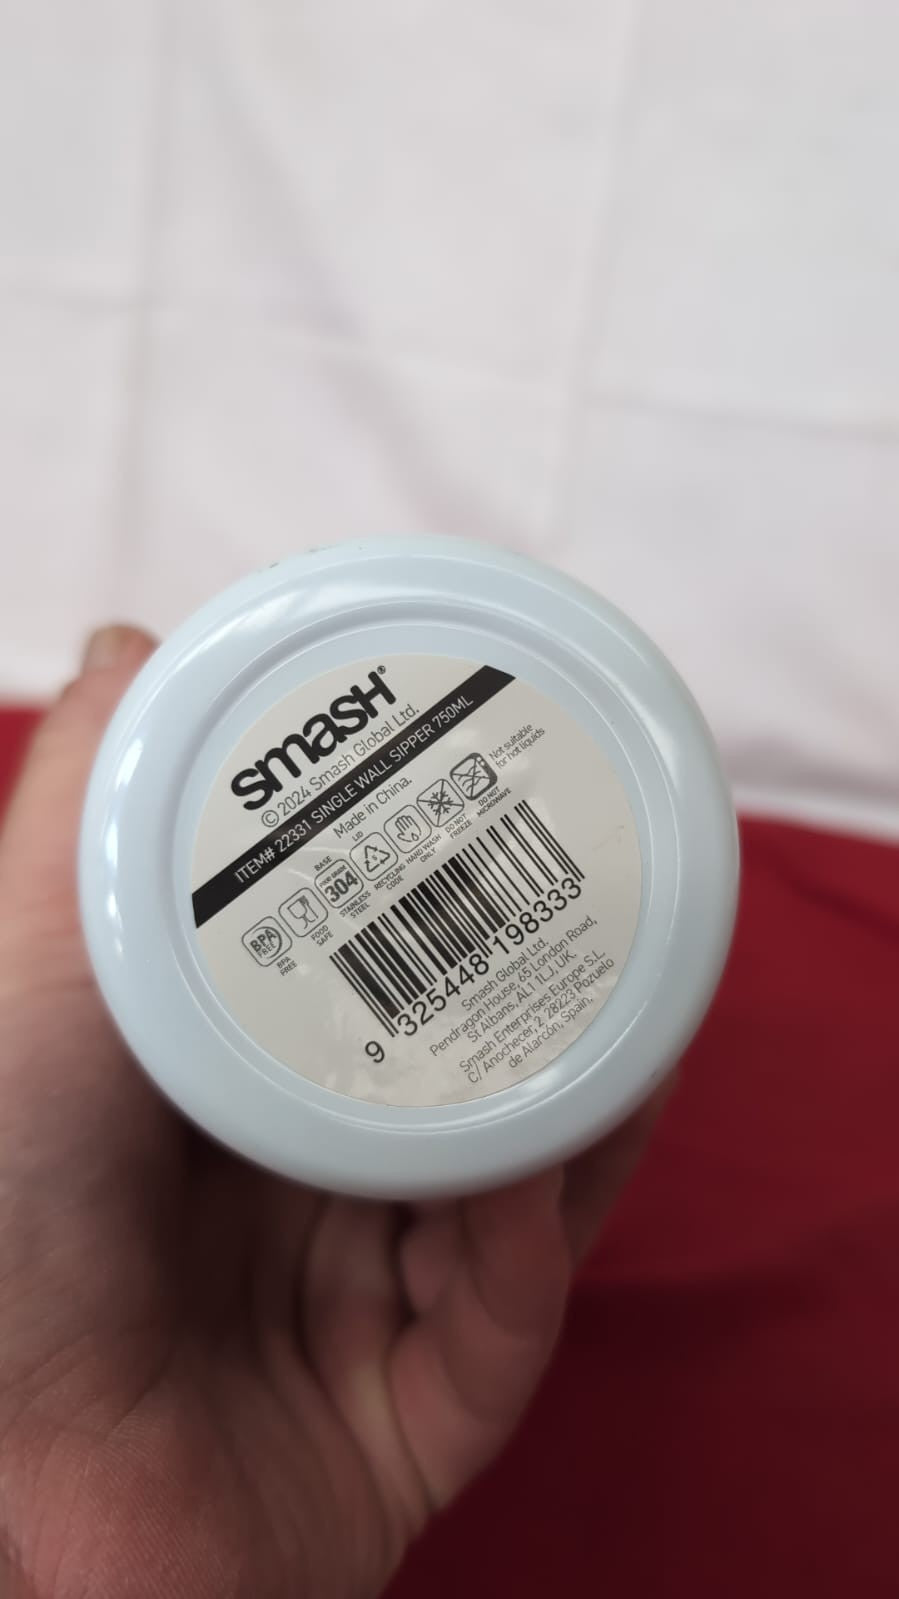 smasH®
© 2024 Smash Global Ltd.
ITEM# 22331 SINGLE WALL SIPPER 750ML
Made in China.
BPA FREE
BPA FREE
FOOD SAFE
BASE
FOOD GRADE
304
STAINLESS STEEL
LID
5
RECYCLING CODE
HAND WASH ONLY
DO NOT FREEZE
DO NOT MICROWAVE
Not suitable
for hot liquids
9 325448 198333
Smash Global Ltd.
Pendragon House, 65 London Road,
St Albans, AL1 1LJ, UK.
Smash Enterprises Europe S.L.
C/ Anochecer, 2, 28223 Pozuelo
de Alarcón, Spain.